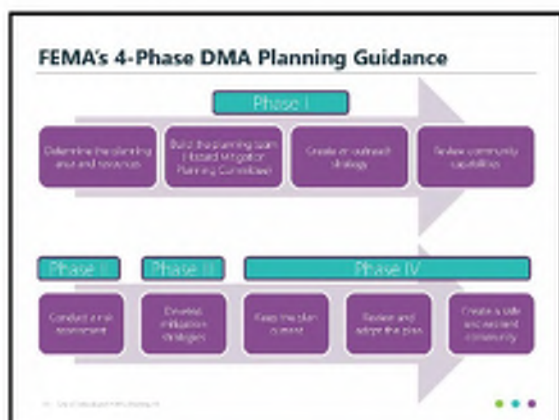 FEMA's 4-Phase DMA Planning Guidance
Phase I
Determine the planning
area and resources
Build the planning team
(Hazard Mitigation
Planning Committee)
Create an outreach
strategy
Review community
capabilities
Phase II
Phase III
Phase IV
Conduct a risk
assessment
Develop
mitigation
strategies
Keep the plan
current
Review and
adopt the plan
Create a safe
and resilient
community